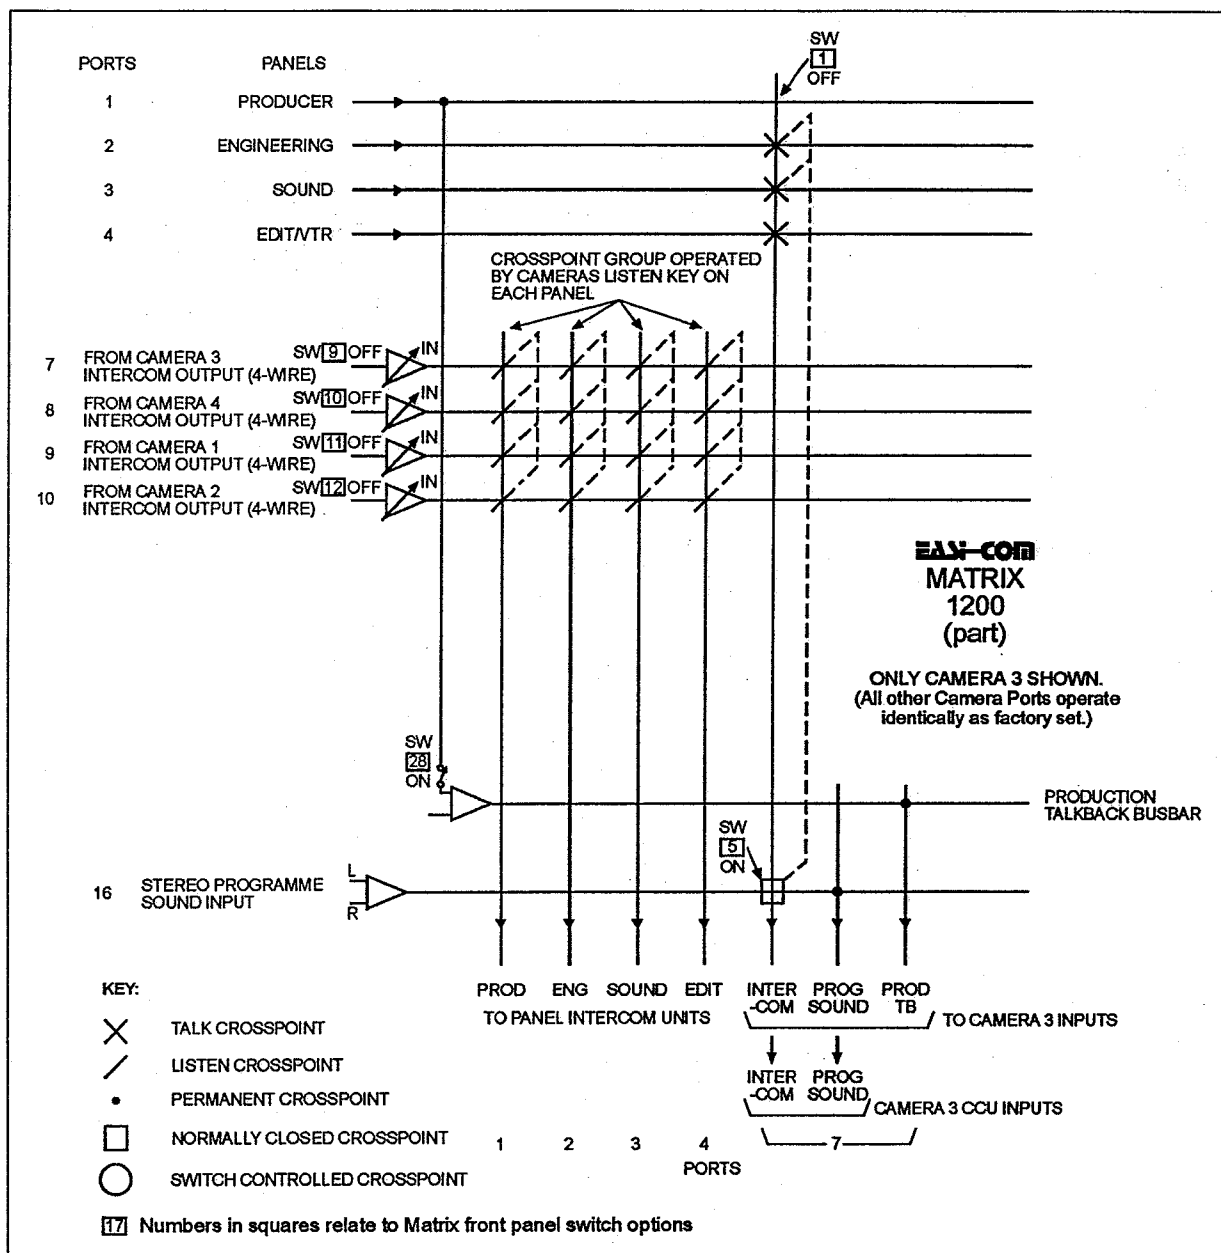 SW
1
OFF
PORTS PANELS
1 PRODUCER
2 ENGINEERING
3 SOUND
4 EDIT/VTR
CROSSPOINT GROUP OPERATED
BY CAMERAS LISTEN KEY ON
EACH PANEL
7 FROM CAMERA 3
INTERCOM OUTPUT (4-WIRE)
SW 9 OFF IN
8 FROM CAMERA 4
INTERCOM OUTPUT (4-WIRE)
SW 10 OFF IN
9 FROM CAMERA 1
INTERCOM OUTPUT (4-WIRE)
SW 11 OFF IN
10 FROM CAMERA 2
INTERCOM OUTPUT (4-WIRE)
SW 12 OFF IN
EASI-COM
MATRIX
1200
(part)
ONLY CAMERA 3 SHOWN.
(All other Camera Ports operate
identically as factory set.)
SW
28
ON
PRODUCTION
TALKBACK BUSBAR
SW
5
ON
16 STEREO PROGRAMME
SOUND INPUT
L
R
PROD ENG SOUND EDIT
TO PANEL INTERCOM UNITS
INTER
-COM
PROG
SOUND
PROD
TB
TO CAMERA 3 INPUTS
INTER
-COM
PROG
SOUND
CAMERA 3 CCU INPUTS
1 2 3 4 7
PORTS
KEY:
TALK CROSSPOINT
LISTEN CROSSPOINT
PERMANENT CROSSPOINT
NORMALLY CLOSED CROSSPOINT
SWITCH CONTROLLED CROSSPOINT
17 Numbers in squares relate to Matrix front panel switch options